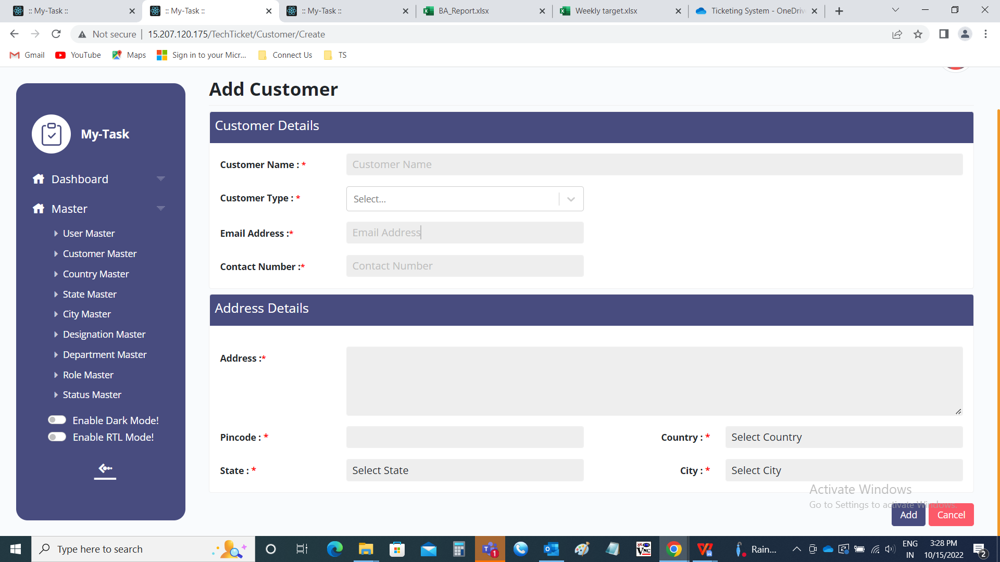 :: My-Task ::
:: My-Task ::
:: My-Task ::
BA_Report.xlsx
Weekly target.xlsx
Ticketing System - OneDriv
Not secure
15.207.120.175/TechTicket/Customer/Create
Gmail
YouTube
Maps
Sign in to your Micr...
Connect Us
TS
My-Task
Dashboard
Master
User Master
Customer Master
Country Master
State Master
City Master
Designation Master
Department Master
Role Master
Status Master
Enable Dark Mode!
Enable RTL Mode!
Add Customer
Customer Details
Customer Name : *
Customer Name
Customer Type : *
Select...
Email Address :*
Email Address
Contact Number :*
Contact Number
Address Details
Address :*
Pincode : *
Country : *
Select Country
State : *
Select State
City : *
Select City
Activate Windows
Go to Settings to activate Windows.
Add
Cancel
Type here to search
T
1
VNC
Rain...
ENG
IN
3:28 PM
10/15/2022
2